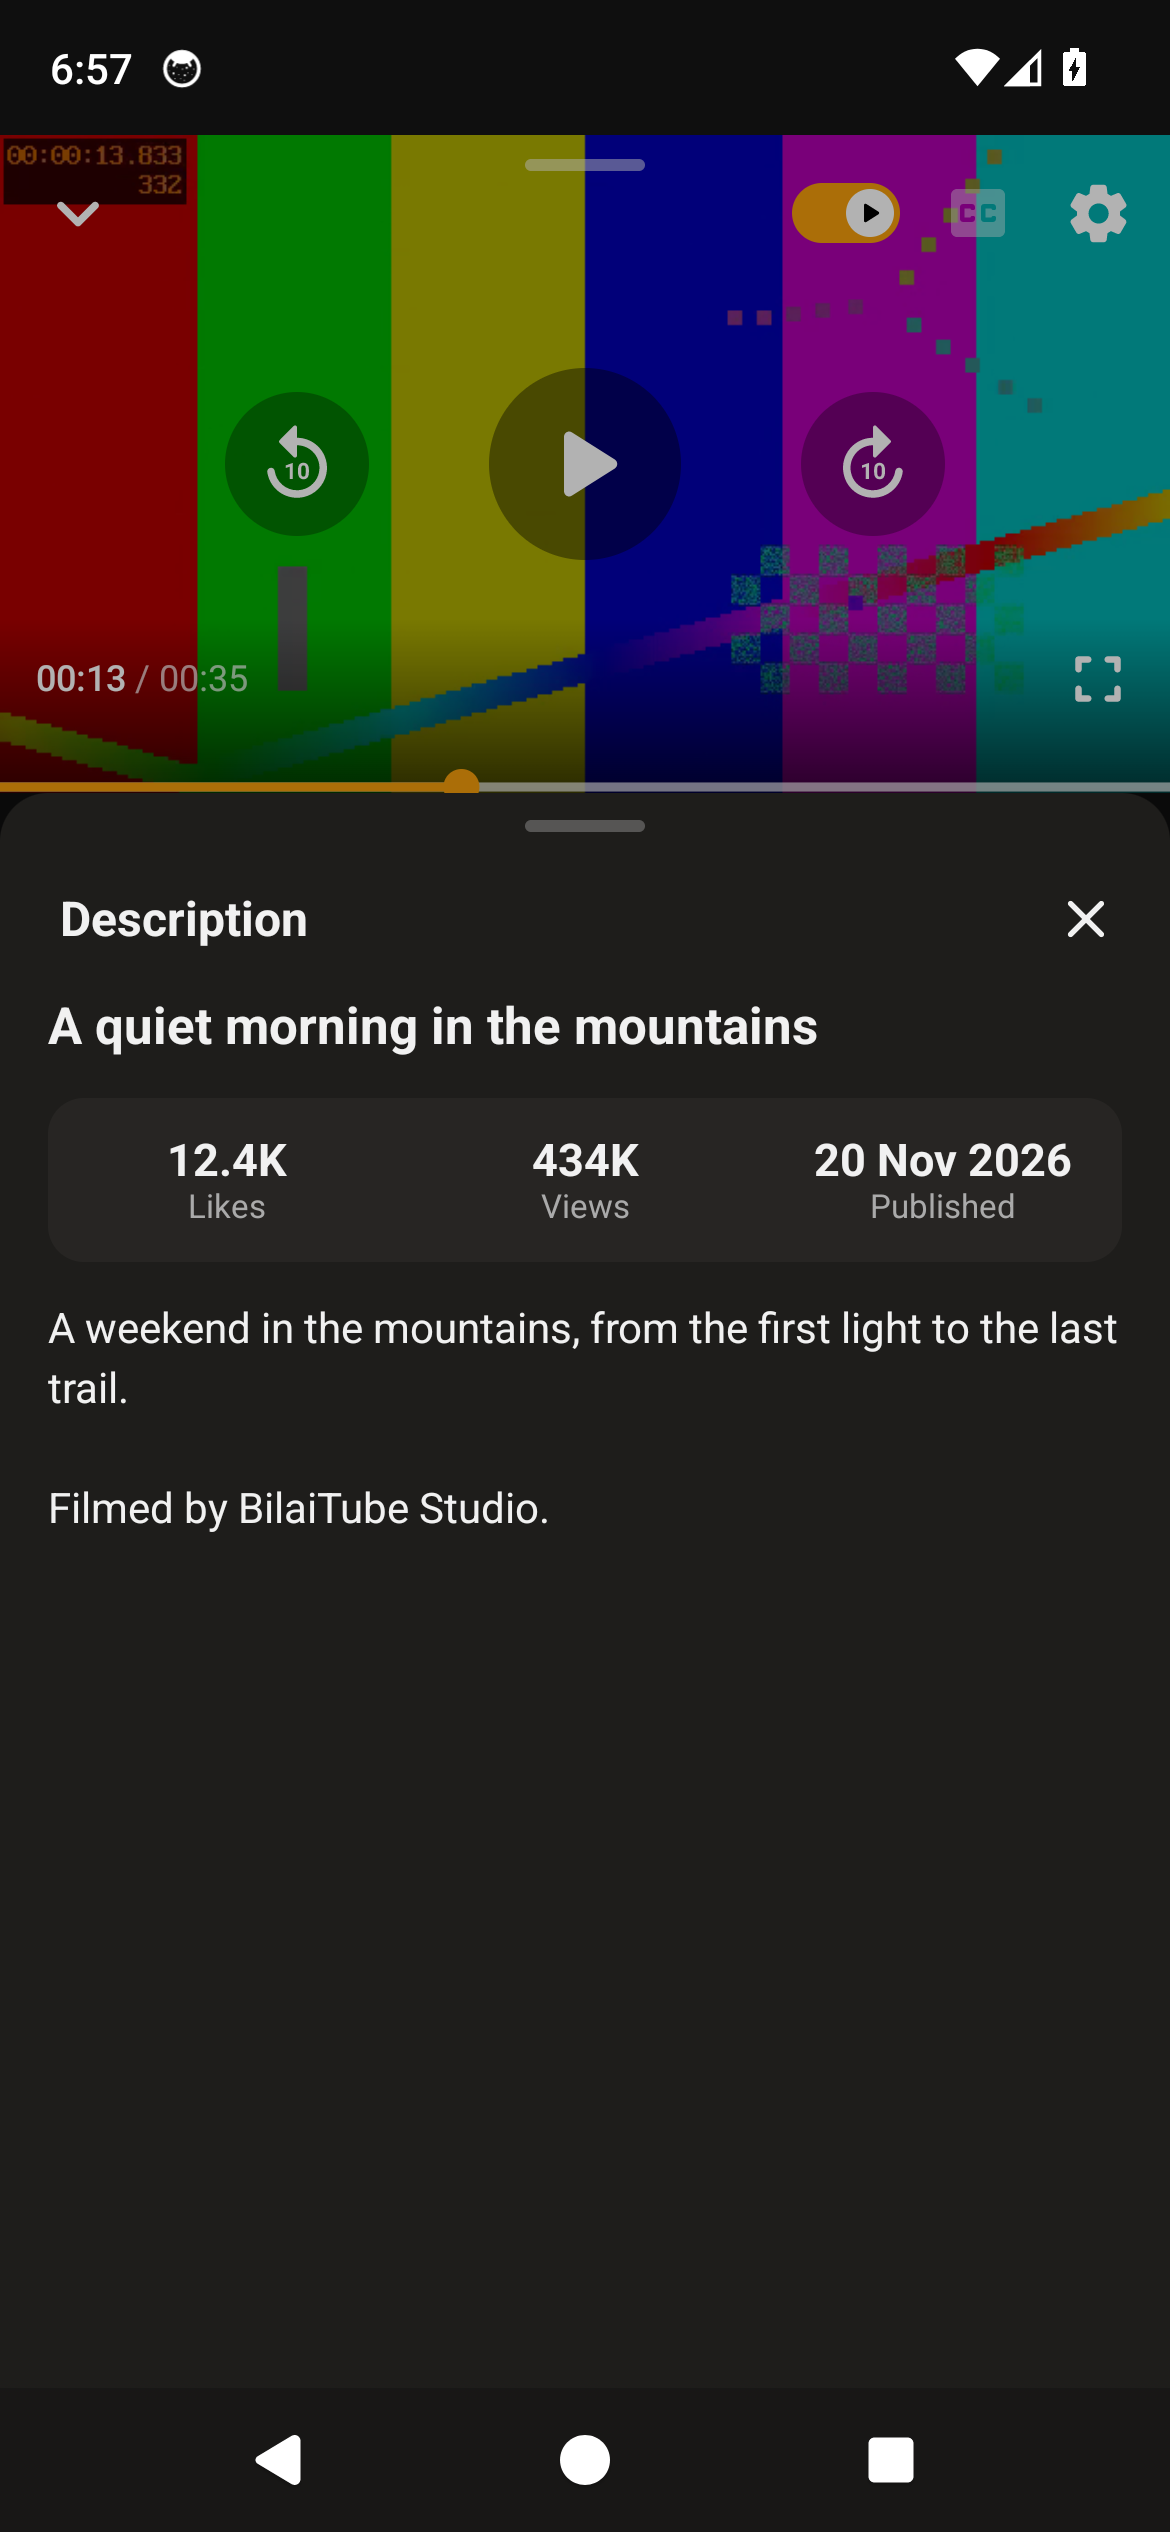 6:57
00:00:13.833
332
CC
10
10
00:13 / 00:35
Description
A quiet morning in the mountains
12.4K
Likes
434K
Views
20 Nov 2026
Published
A weekend in the mountains, from the first light to the last
trail.
Filmed by BilaiTube Studio.